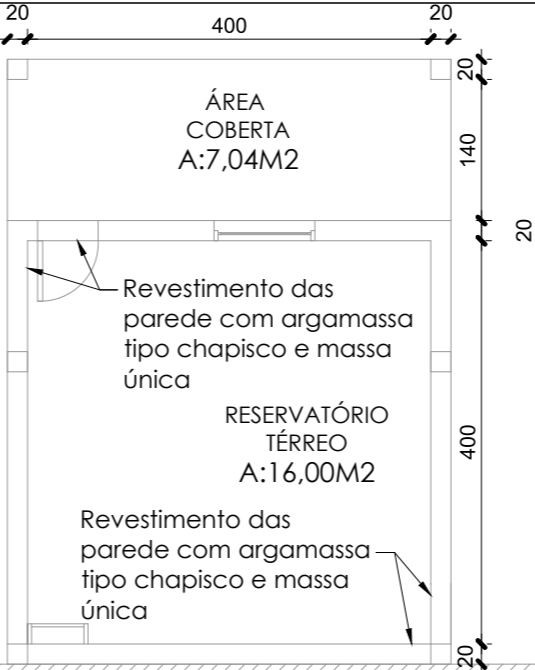 20
400
20
20
140
20
400
20
ÁREA
COBERTA
A:7,04M2
Revestimento das
parede com argamassa
tipo chapisco e massa
única
RESERVATÓRIO
TÉRREO
A:16,00M2
Revestimento das
parede com argamassa
tipo chapisco e massa
única